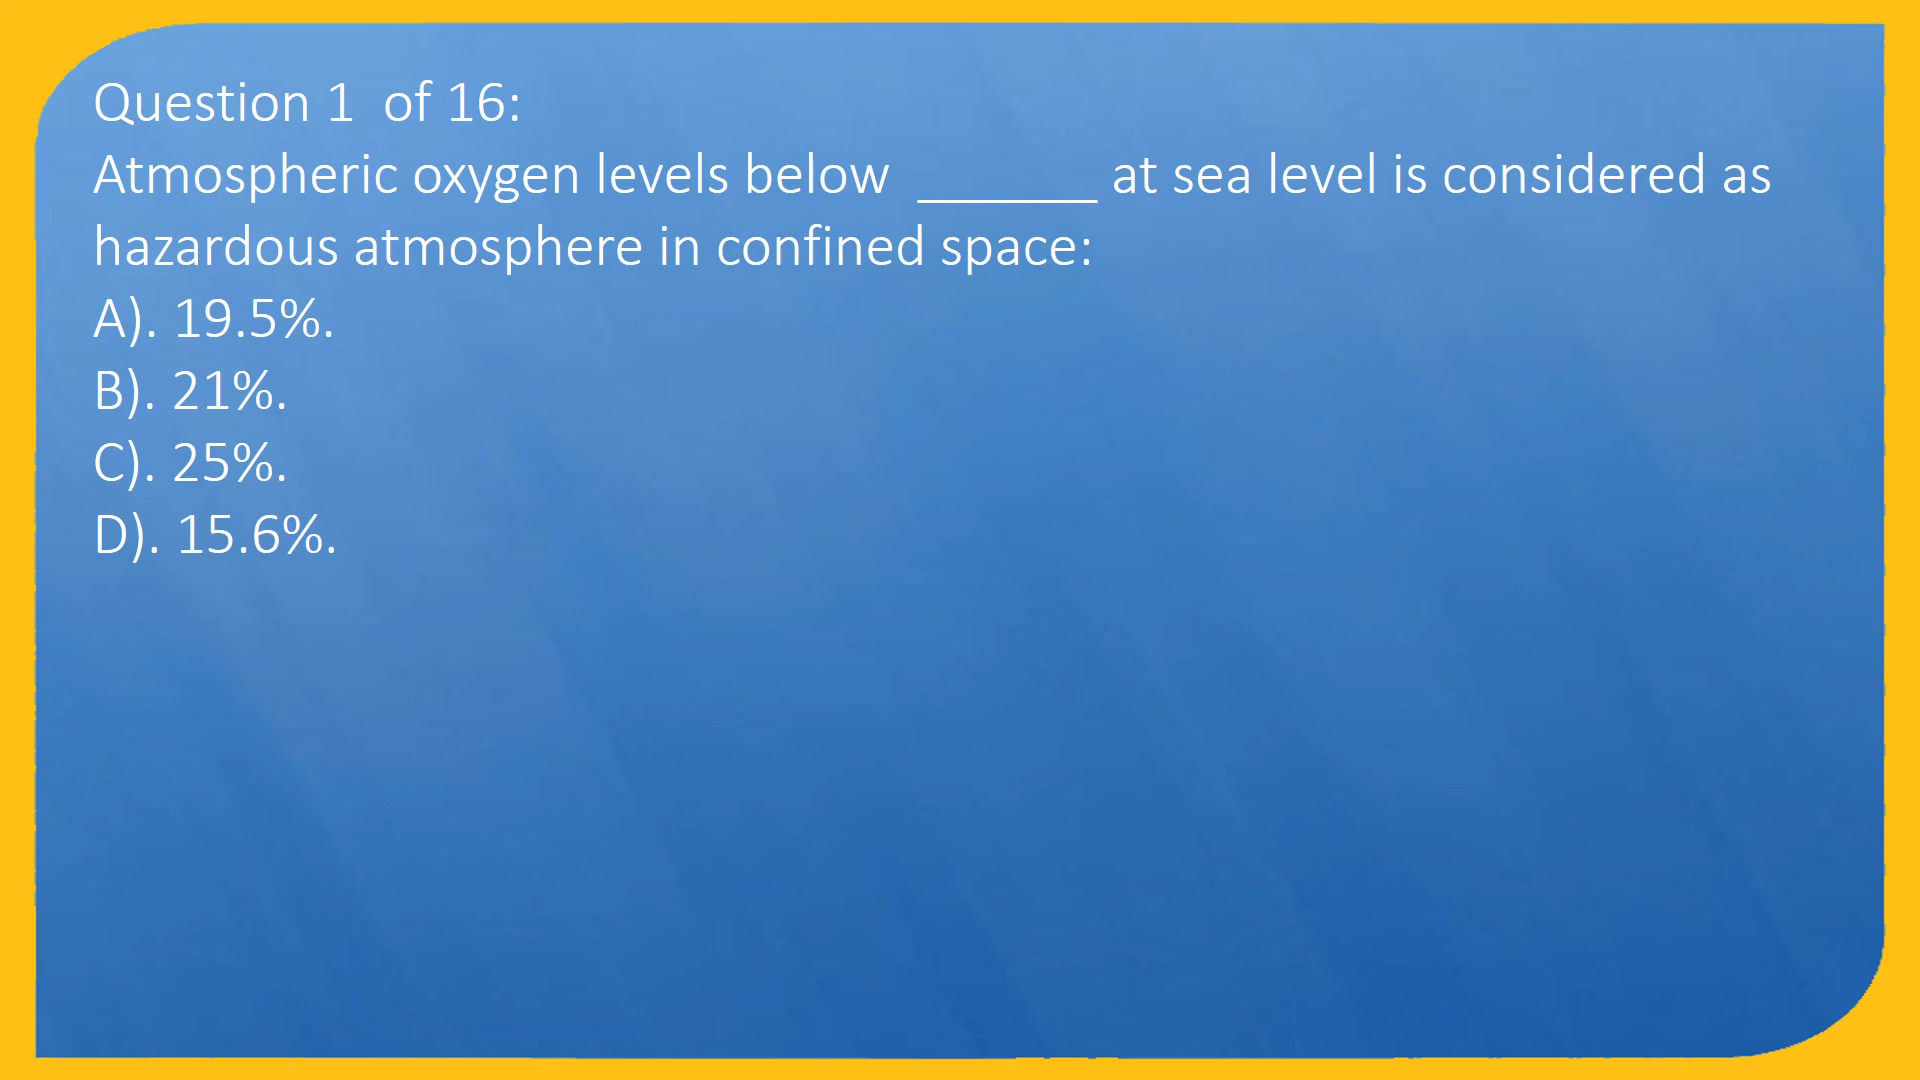 Question 1  of 16:
Atmospheric oxygen levels below  _______ at sea level is considered as
hazardous atmosphere in confined space:
A). 19.5%.
B). 21%.
C). 25%.
D). 15.6%.